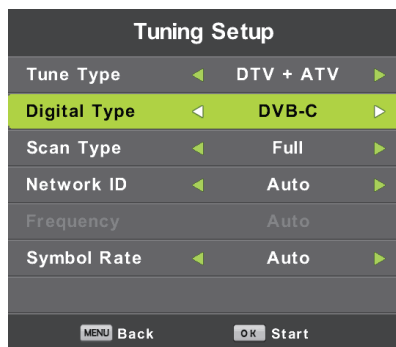 Tuning Setup
Tune Type DTV + ATV
Digital Type DVB-C
Scan Type Full
Network ID Auto
Frequency Auto
Symbol Rate Auto
MENU Back OK Start